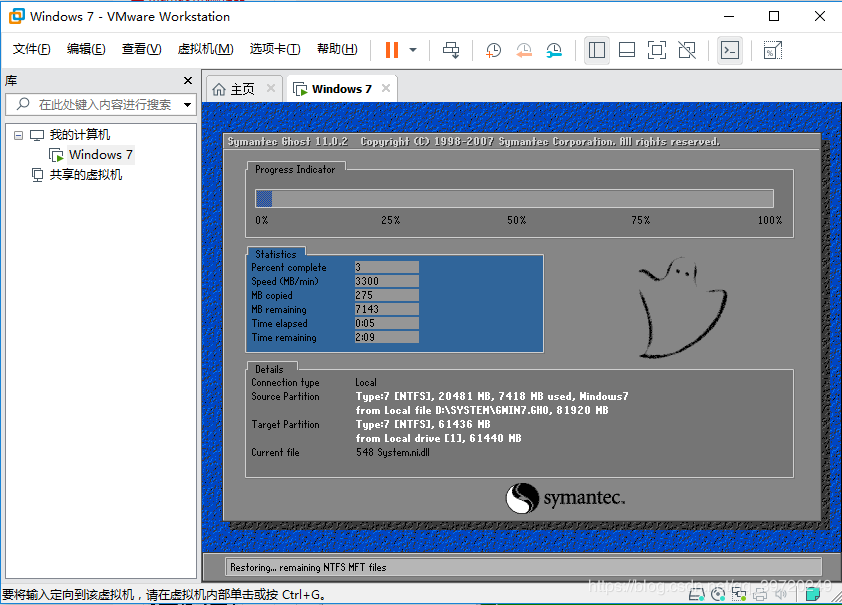 Windows 7 - VMware Workstation
文件(F) 编辑(E) 查看(V) 虚拟机(M) 选项卡(T) 帮助(H)
库
主页
Windows 7
在此处键入内容进行搜索
我的计算机
Windows 7
共享的虚拟机
Symantec Ghost 11.0.2 Copyright (C) 1998-2007 Symantec Corporation. All rights reserved.
Progress Indicator
0% 25% 50% 75% 100%
Statistics
Percent complete 3
Speed (MB/min) 3300
MB copied 275
MB remaining 7143
Time elapsed 0:05
Time remaining 2:09
Details
Connection type Local
Source Partition Type:7 [NTFS], 20481 MB, 7418 MB used, Windows7
from Local file D:\SYSTEM\GWIN7.GHO, 81920 MB
Target Partition Type:7 [NTFS], 61436 MB
from Local drive [1], 61440 MB
Current file 548 System.ni.dll
symantec.
Restoring... remaining NTFS MFT files
要将输入定向到该虚拟机，请在虚拟机内部单击或按 Ctrl+G。